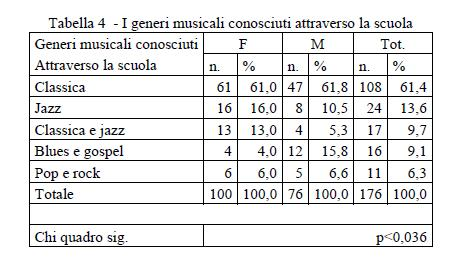 Tabella 4 - I generi musicali conosciuti attraverso la scuola
Generi musicali conosciuti F M Tot.
Attraverso la scuola n. % n. % n. %
Classica 61 61,0 47 61,8 108 61,4
Jazz 16 16,0 8 10,5 24 13,6
Classica e jazz 13 13,0 4 5,3 17 9,7
Blues e gospel 4 4,0 12 15,8 16 9,1
Pop e rock 6 6,0 5 6,6 11 6,3
Totale 100 100,0 76 100,0 176 100,0
Chi quadro sig. p<0,036